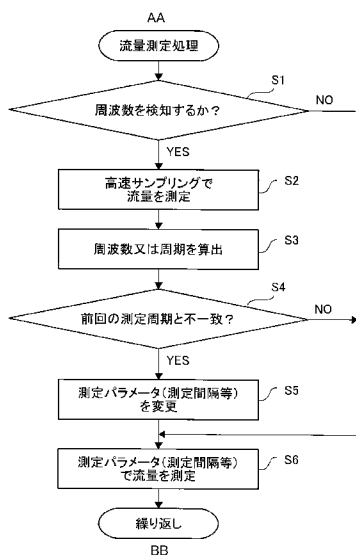 AA
流量測定処理
S1
周波数を検知するか？
NO
YES
高速サンプリングで
流量を測定
S2
周波数又は周期を算出
S3
S4
前回の測定周期と不一致？
NO
YES
測定パラメータ(測定間隔等)
を変更
S5
測定パラメータ(測定間隔等)
で流量を測定
S6
繰り返し
BB